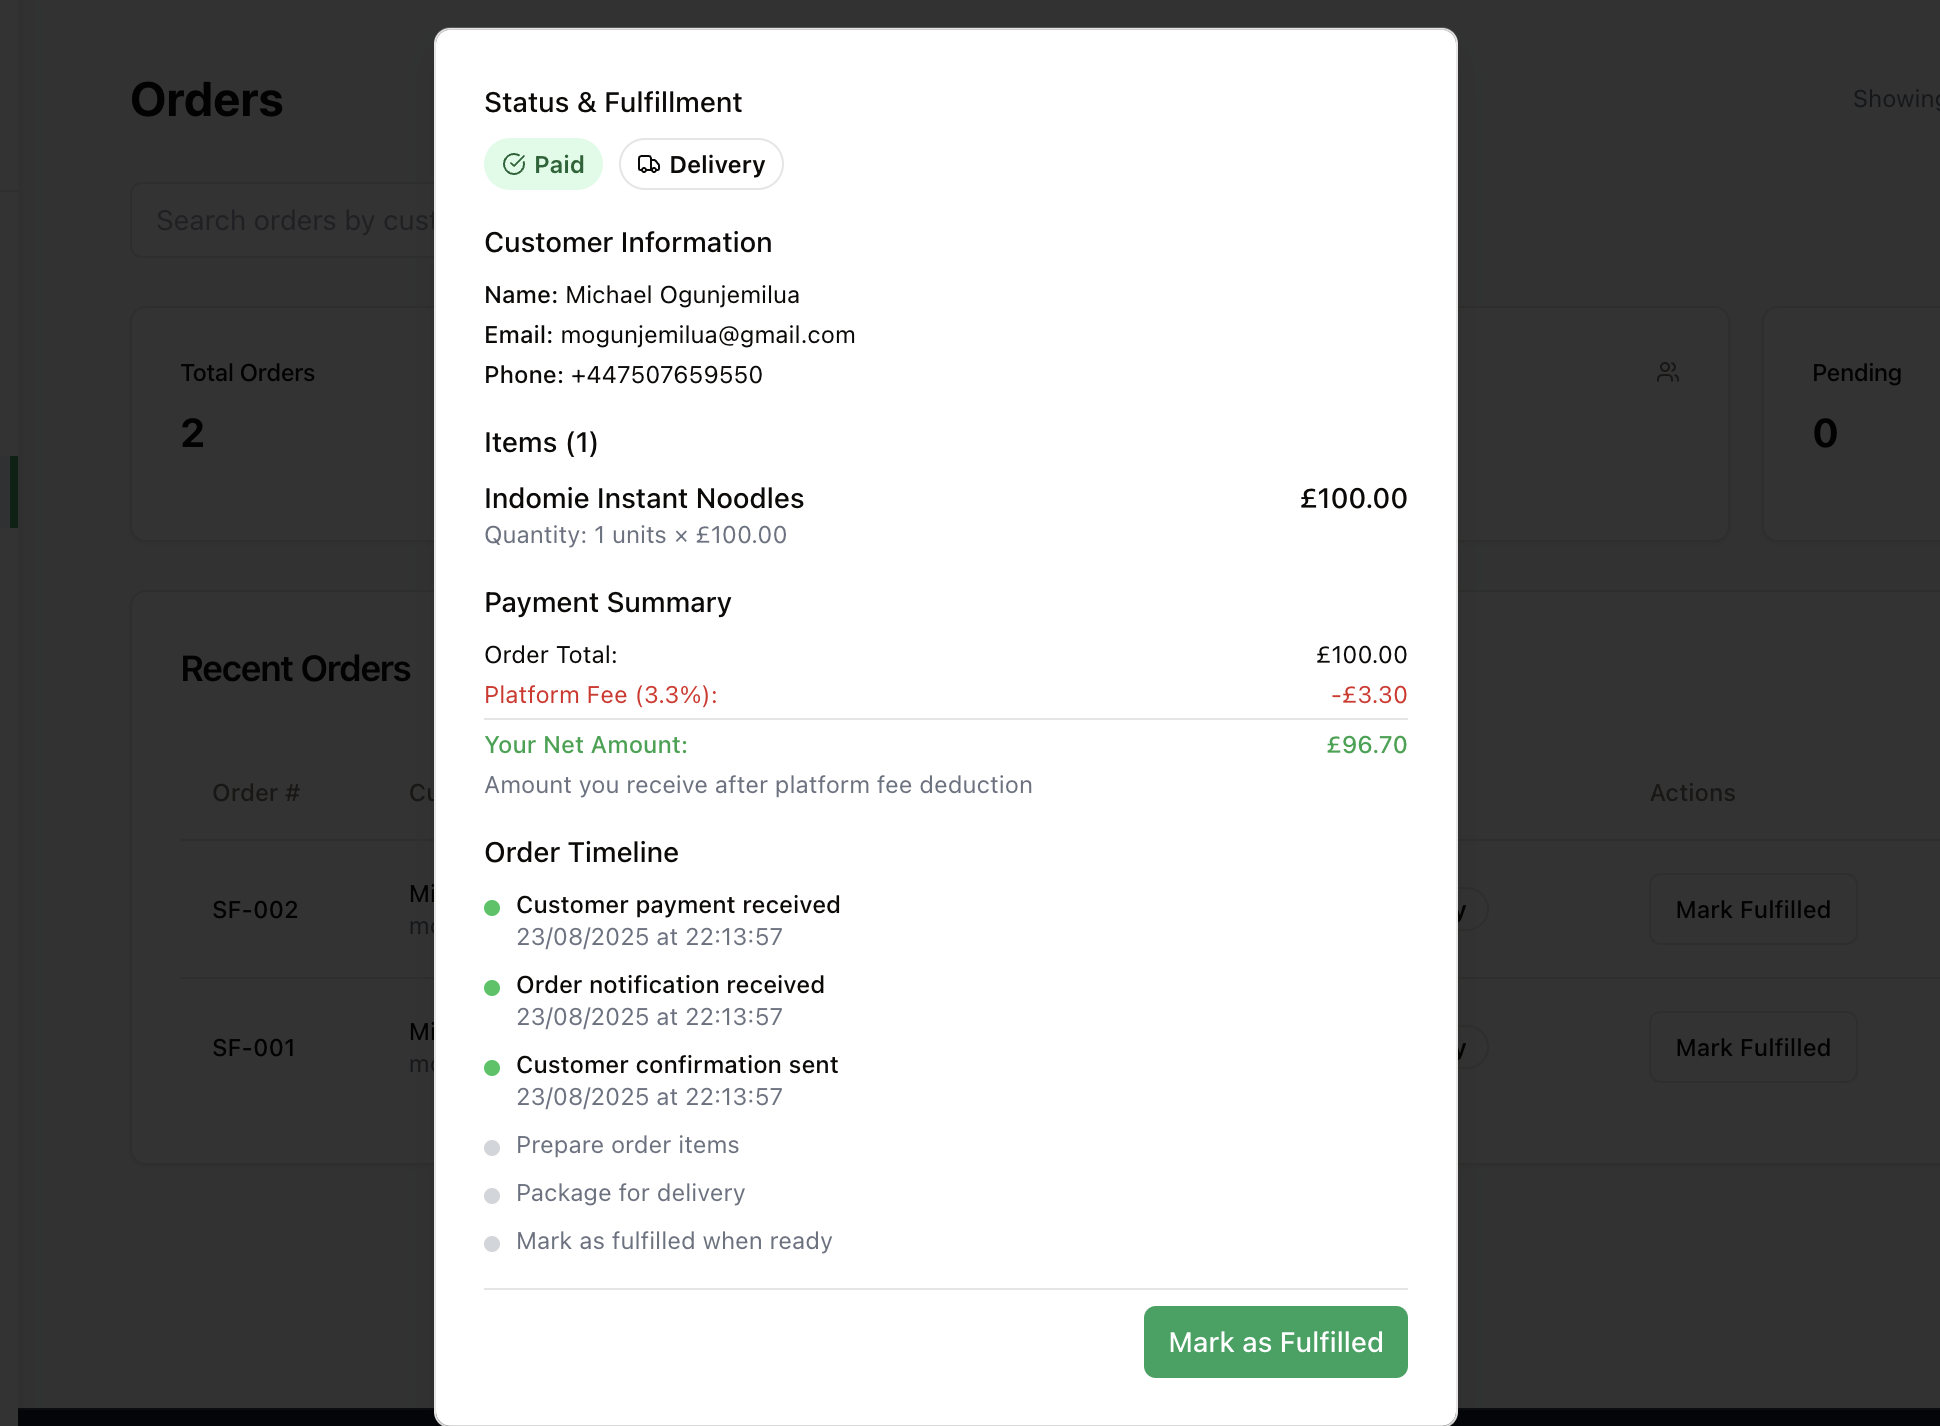 Orders
Showing
Search orders by cust
Total Orders
2
Pending
0
Recent Orders
Order #
Cu
Actions
SF-002
Mi
mo
y
Mark Fulfilled
SF-001
Mi
mo
y
Mark Fulfilled
Status & Fulfillment
Paid
Delivery
Customer Information
Name: Michael Ogunjemilua
Email: mogunjemilua@gmail.com
Phone: +447507659550
Items (1)
Indomie Instant Noodles £100.00
Quantity: 1 units × £100.00
Payment Summary
Order Total: £100.00
Platform Fee (3.3%): -£3.30
Your Net Amount: £96.70
Amount you receive after platform fee deduction
Order Timeline
Customer payment received
23/08/2025 at 22:13:57
Order notification received
23/08/2025 at 22:13:57
Customer confirmation sent
23/08/2025 at 22:13:57
Prepare order items
Package for delivery
Mark as fulfilled when ready
Mark as Fulfilled